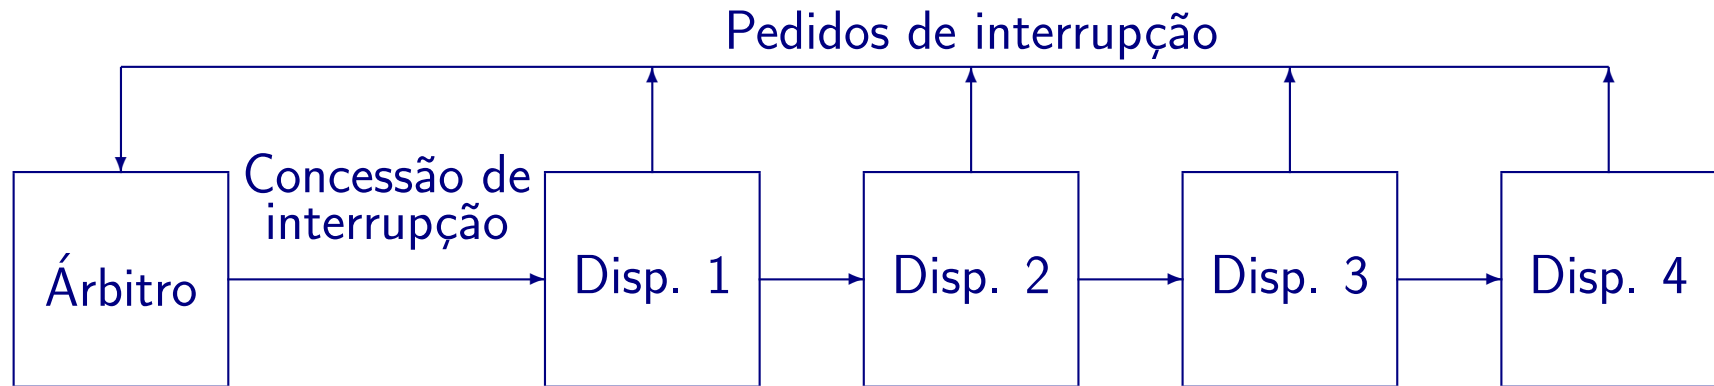 Pedidos de interrupção
Concessão de
interrupção
Árbitro
Disp. 1
Disp. 2
Disp. 3
Disp. 4